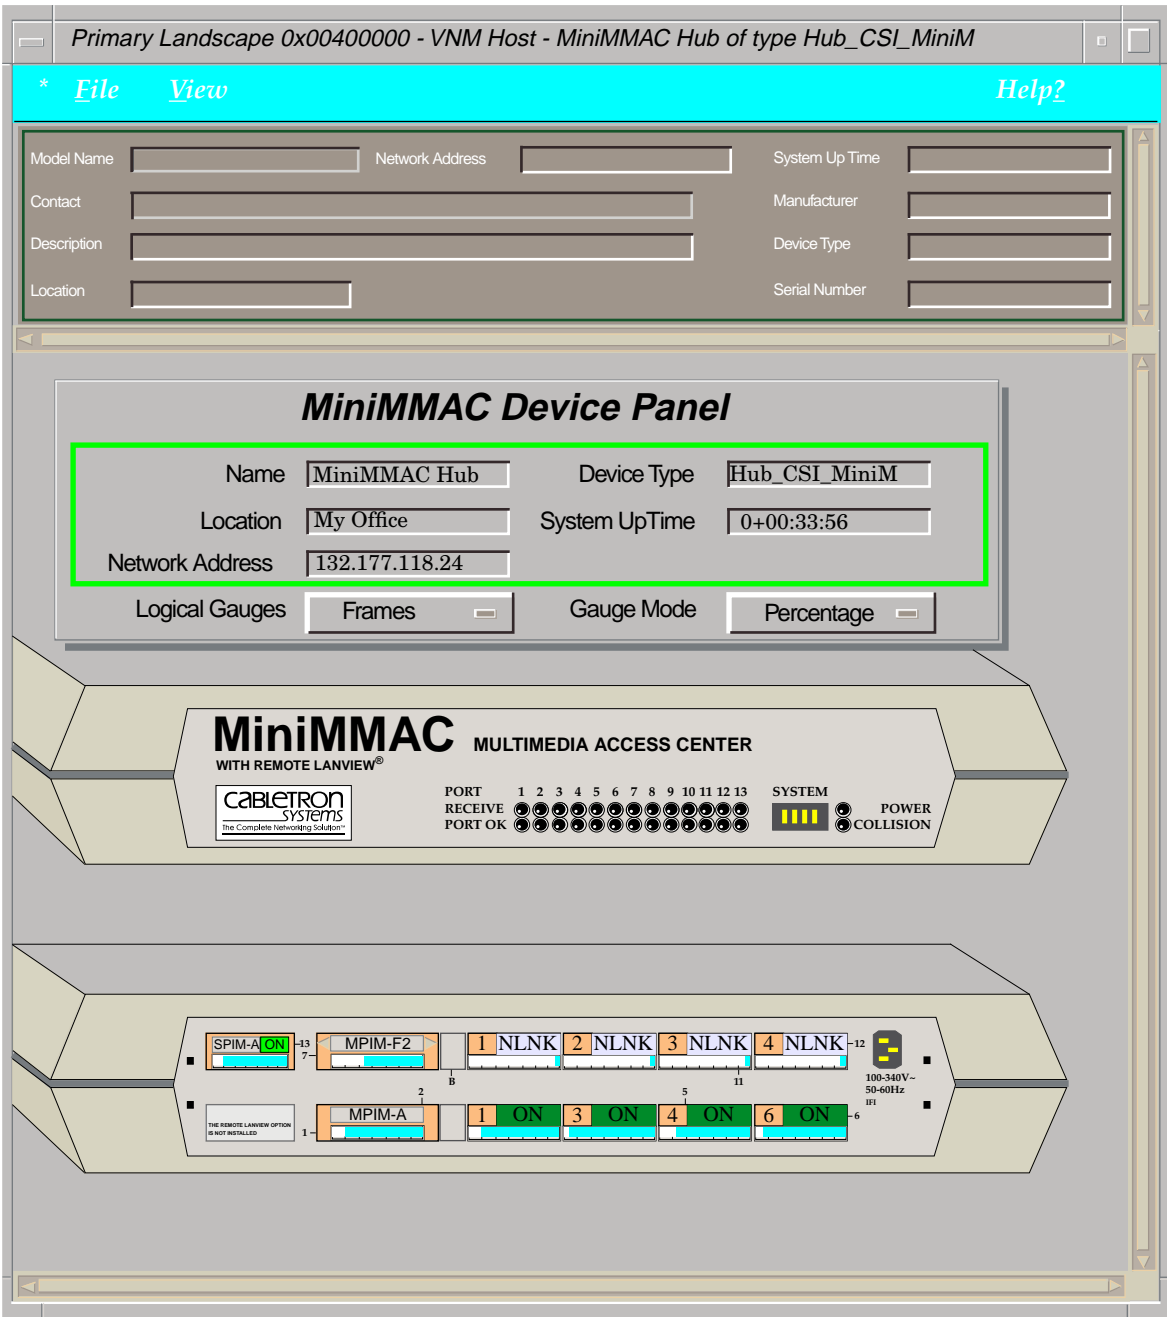 Primary Landscape 0x00400000 - VNM Host - MiniMMAC Hub of type Hub_CSI_MiniM
* File View Help?
Model Name Network Address System Up Time
Contact Manufacturer
Description Device Type
Location Serial Number
MiniMMAC Device Panel
Name MiniMMAC Hub Device Type Hub_CSI_MiniM
Location My Office System UpTime 0+00:33:56
Network Address 132.177.118.24
Logical Gauges Frames Gauge Mode Percentage
MiniMMAC MULTIMEDIA ACCESS CENTER
WITH REMOTE LANVIEW®
CABLETRON
SYSTEMS
The Complete Networking Solution™
PORT 1 2 3 4 5 6 7 8 9 10 11 12 13 SYSTEM
RECEIVE POWER
PORT OK COLLISION
SPIM-A ON 13 MPIM-F2 1 NLNK 2 NLNK 3 NLNK 4 NLNK 12
7
B 11
100-340V~
50-60Hz
IFI
2 5
MPIM-A 1 ON 3 ON 4 ON 6 ON 6
THE REMOTE LANVIEW OPTION
IS NOT INSTALLED
1